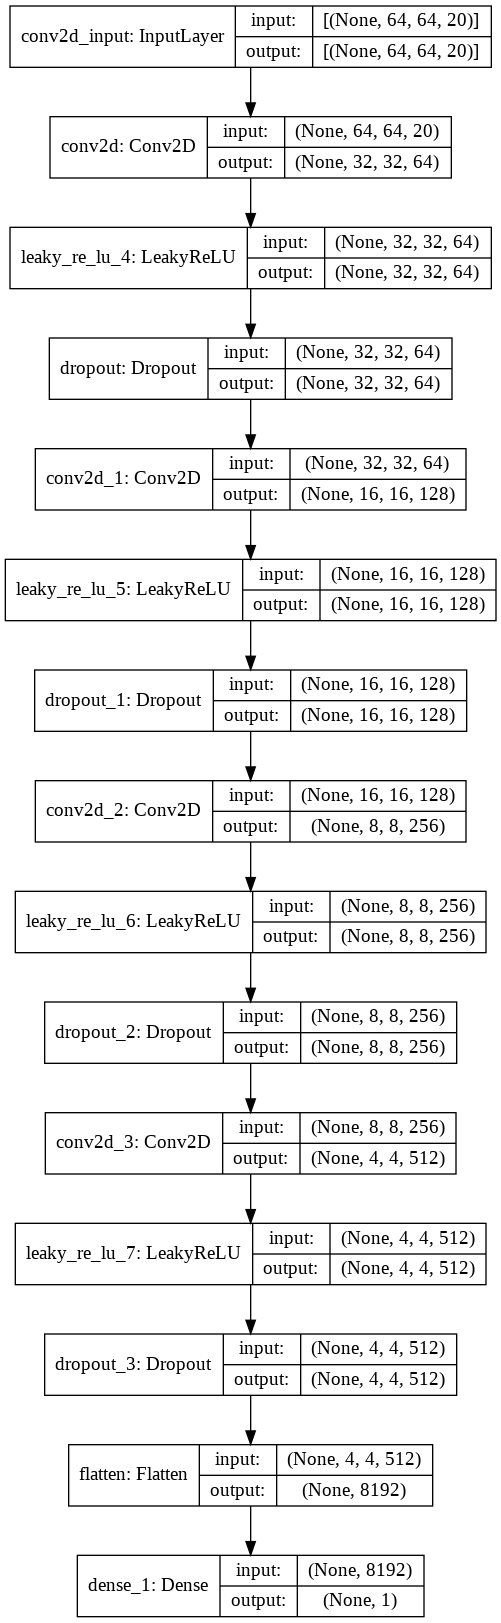 conv2d_input: InputLayer
input: [(None, 64, 64, 20)]
output: [(None, 64, 64, 20)]
conv2d: Conv2D
input: (None, 64, 64, 20)
output: (None, 32, 32, 64)
leaky_re_lu_4: LeakyReLU
input: (None, 32, 32, 64)
output: (None, 32, 32, 64)
dropout: Dropout
input: (None, 32, 32, 64)
output: (None, 32, 32, 64)
conv2d_1: Conv2D
input: (None, 32, 32, 64)
output: (None, 16, 16, 128)
leaky_re_lu_5: LeakyReLU
input: (None, 16, 16, 128)
output: (None, 16, 16, 128)
dropout_1: Dropout
input: (None, 16, 16, 128)
output: (None, 16, 16, 128)
conv2d_2: Conv2D
input: (None, 16, 16, 128)
output: (None, 8, 8, 256)
leaky_re_lu_6: LeakyReLU
input: (None, 8, 8, 256)
output: (None, 8, 8, 256)
dropout_2: Dropout
input: (None, 8, 8, 256)
output: (None, 8, 8, 256)
conv2d_3: Conv2D
input: (None, 8, 8, 256)
output: (None, 4, 4, 512)
leaky_re_lu_7: LeakyReLU
input: (None, 4, 4, 512)
output: (None, 4, 4, 512)
dropout_3: Dropout
input: (None, 4, 4, 512)
output: (None, 4, 4, 512)
flatten: Flatten
input: (None, 4, 4, 512)
output: (None, 8192)
dense_1: Dense
input: (None, 8192)
output: (None, 1)